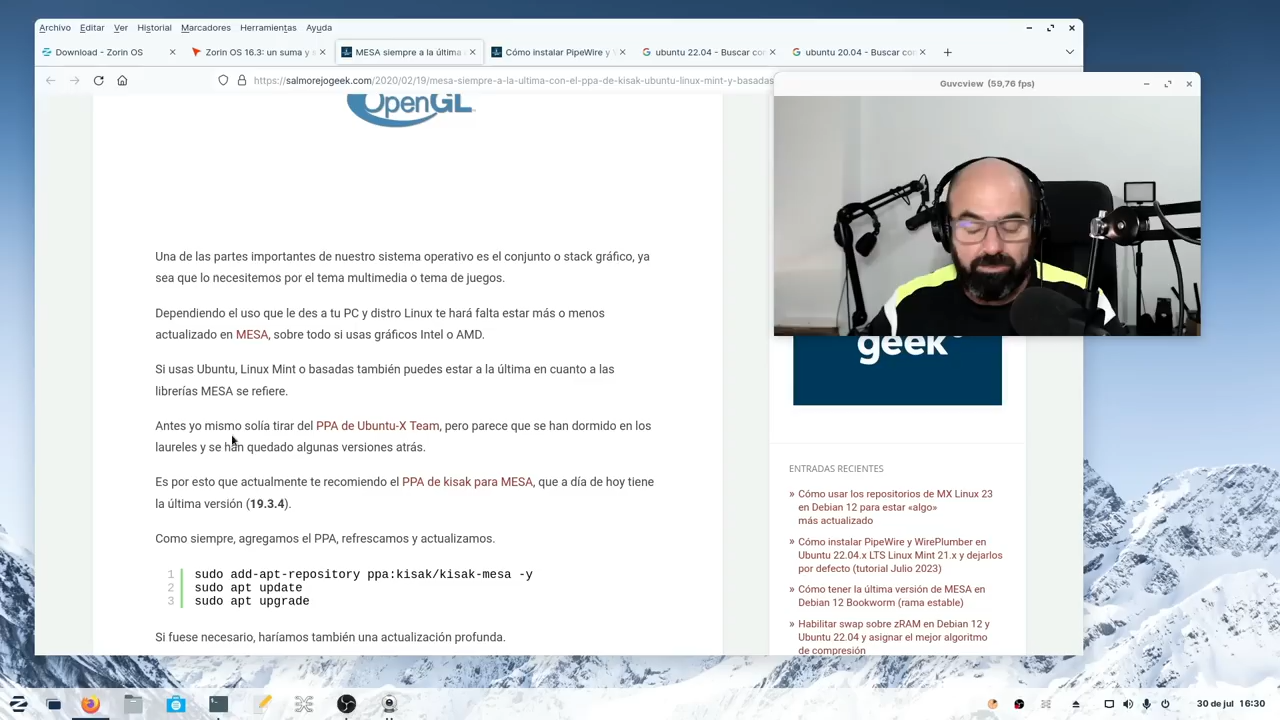 Archivo Editar Ver Historial Marcadores Herramientas Ayuda
Download - Zorin OS
Zorin OS 16.3: un suma y
MESA siempre a la última
Cómo instalar PipeWire y
ubuntu 22.04 - Buscar co
ubuntu 20.04 - Buscar co
https://salmorejogeek.com/2020/02/19/mesa-siempre-a-la-ultima-con-el-ppa-de-kisak-ubuntu-linux-mint-y-basadas
Guvcview (59,76 fps)
OpenGL
Una de las partes importantes de nuestro sistema operativo es el conjunto o stack gráfico, ya
sea que lo necesitemos por el tema multimedia o tema de juegos.
Dependiendo el uso que le des a tu PC y distro Linux te hará falta estar más o menos
actualizado en MESA, sobre todo si usas gráficos Intel o AMD.
Si usas Ubuntu, Linux Mint o basadas también puedes estar a la última en cuanto a las
librerías MESA se refiere.
Antes yo mismo solía tirar del PPA de Ubuntu-X Team, pero parece que se han dormido en los
laureles y se han quedado algunas versiones atrás.
Es por esto que actualmente te recomiendo el PPA de kisak para MESA, que a día de hoy tiene
la última versión (19.3.4).
Como siempre, agregamos el PPA, refrescamos y actualizamos.
1 sudo add-apt-repository ppa:kisak/kisak-mesa -y
2 sudo apt update
3 sudo apt upgrade
Si fuese necesario, haríamos también una actualización profunda.
geek
ENTRADAS RECIENTES
» Cómo usar los repositorios de MX Linux 23
en Debian 12 para estar «algo»
más actualizado
» Cómo instalar PipeWire y WirePlumber en
Ubuntu 22.04.x LTS Linux Mint 21.x y dejarlos
por defecto (tutorial Julio 2023)
» Cómo tener la última versión de MESA en
Debian 12 Bookworm (rama estable)
» Habilitar swap sobre zRAM en Debian 12 y
Ubuntu 22.04 y asignar el mejor algoritmo
de compresión
30 de jul 16:30